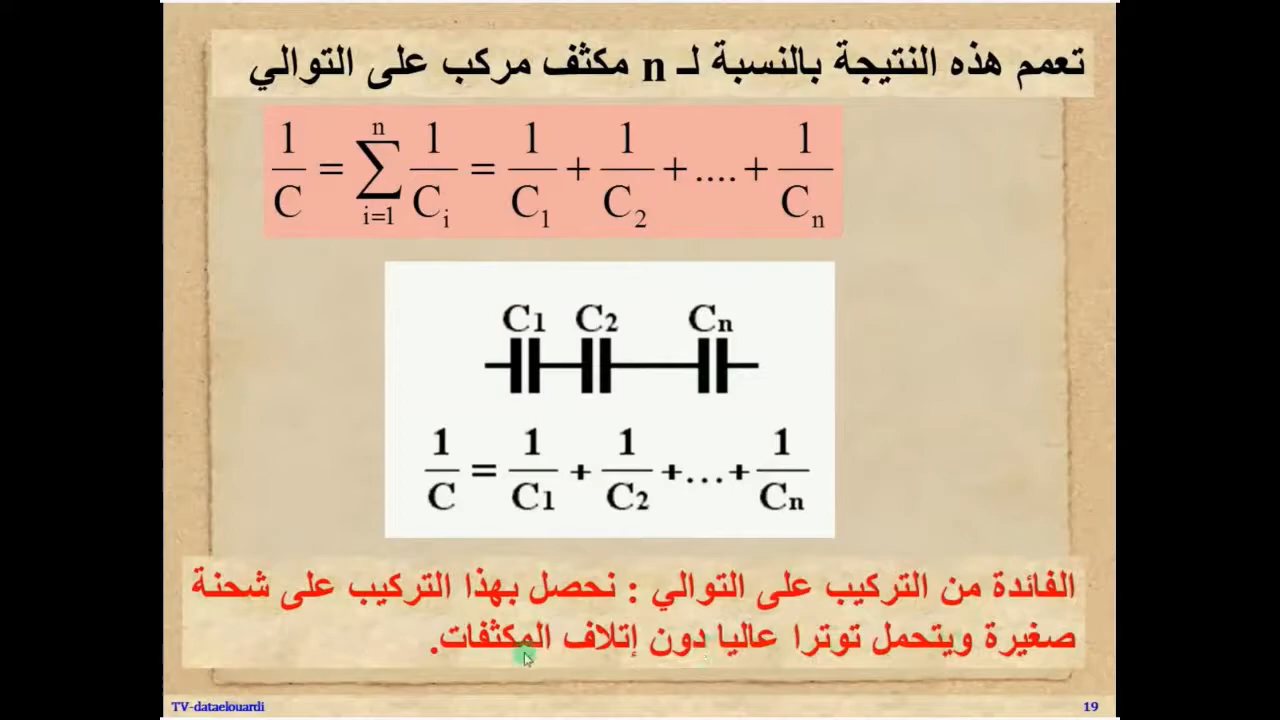 تعمم هذه النتيجة بالنسبة لـ n مكثف مركب على التوالي
1/C = ∑_{i=1}^{n} 1/C_i = 1/C_1 + 1/C_2 + .... + 1/C_n
C1 C2 Cn
1/C = 1/C1 + 1/C2 +...+ 1/Cn
الفائدة من التركيب على التوالي : نحصل بهذا التركيب على شحنة
صغيرة ويتحمل توترا عاليا دون إتلاف المكثفات.
TV-dataelouardi 19